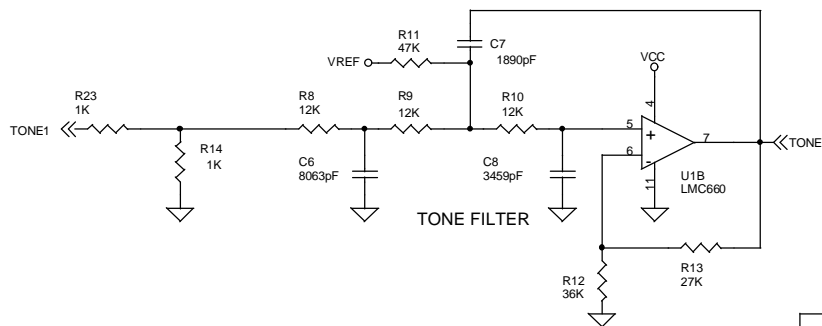 R11
47K
VREF
C7
1890pF
VCC
R23
1K
TONE1
R8
12K
R9
12K
R10
12K
R14
1K
C6
8063pF
C8
3459pF
5
6
7
4
11
+
-
TONE
U1B
LMC660
TONE FILTER
R12
36K
R13
27K